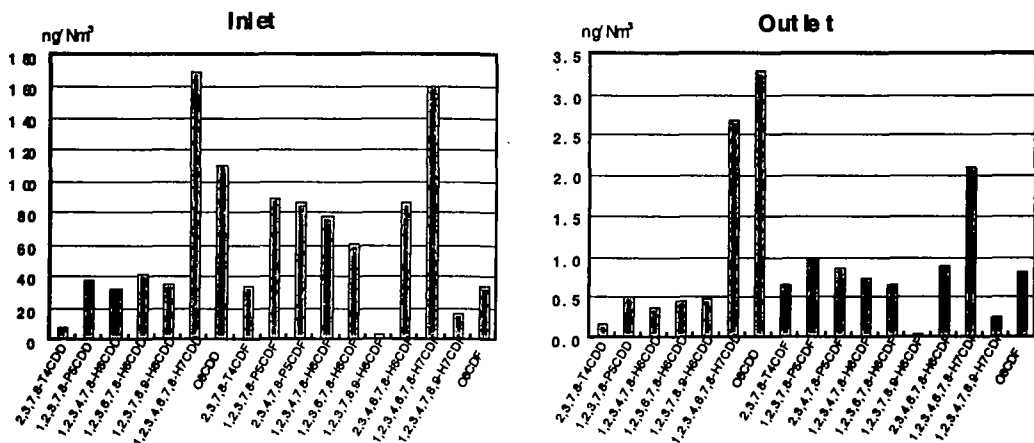 Inlet
ng/Nm³
180
160
140
120
100
80
60
40
20
0
2,3,7,8-T4CDD
1,2,3,7,8-P5CDD
1,2,3,4,7,8-H6CDD
1,2,3,6,7,8-H6CDD
1,2,3,7,8,9-H6CDD
1,2,3,4,6,7,8-H7CDD
O8CDD
2,3,7,8-T4CDF
1,2,3,7,8-P5CDF
2,3,4,7,8-P5CDF
1,2,3,4,7,8-H6CDF
1,2,3,6,7,8-H6CDF
1,2,3,7,8,9-H6CDF
2,3,4,6,7,8-H6CDF
1,2,3,4,6,7,8-H7CDF
1,2,3,4,7,8,9-H7CDF
O8CDF
Outlet
ng/Nm³
3.5
3.0
2.5
2.0
1.5
1.0
0.5
0.0
2,3,7,8-T4CDD
1,2,3,7,8-P5CDD
1,2,3,4,7,8-H6CDD
1,2,3,6,7,8-H6CDD
1,2,3,7,8,9-H6CDD
1,2,3,4,6,7,8-H7CDD
O8CDD
2,3,7,8-T4CDF
1,2,3,7,8-P5CDF
2,3,4,7,8-P5CDF
1,2,3,4,7,8-H6CDF
1,2,3,6,7,8-H6CDF
1,2,3,7,8,9-H6CDF
2,3,4,6,7,8-H6CDF
1,2,3,4,6,7,8-H7CDF
1,2,3,4,7,8,9-H7CDF
O8CDF